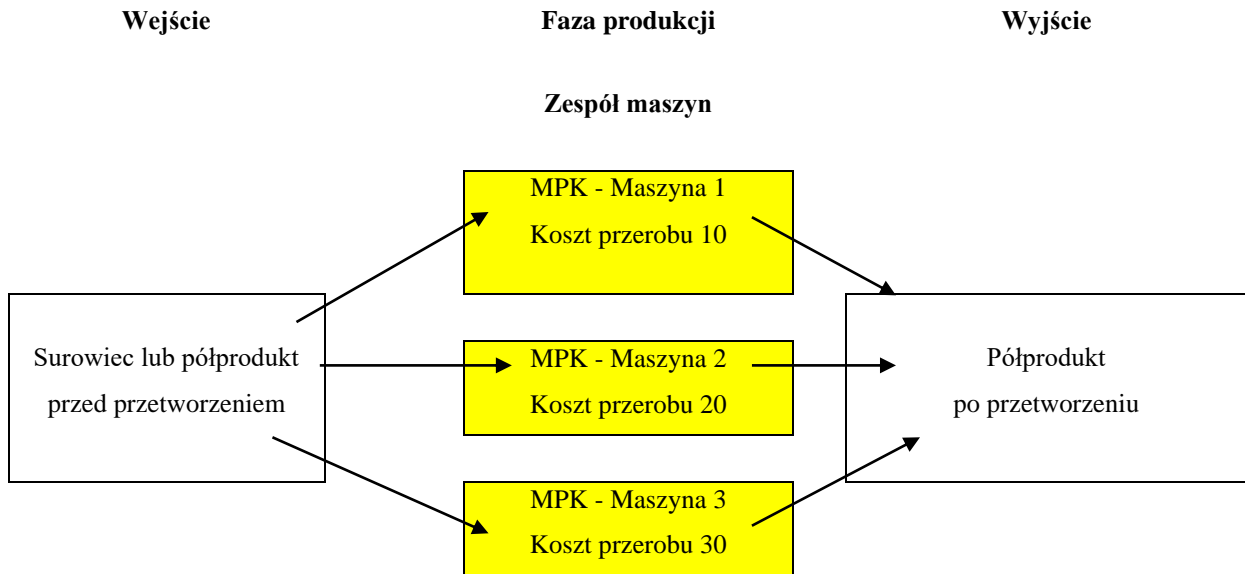 Wejście
Faza produkcji
Wyjście
Zespół maszyn
MPK - Maszyna 1
Koszt przerobu 10
Surowiec lub półprodukt
przed przetworzeniem
MPK - Maszyna 2
Koszt przerobu 20
Półprodukt
po przetworzeniu
MPK - Maszyna 3
Koszt przerobu 30